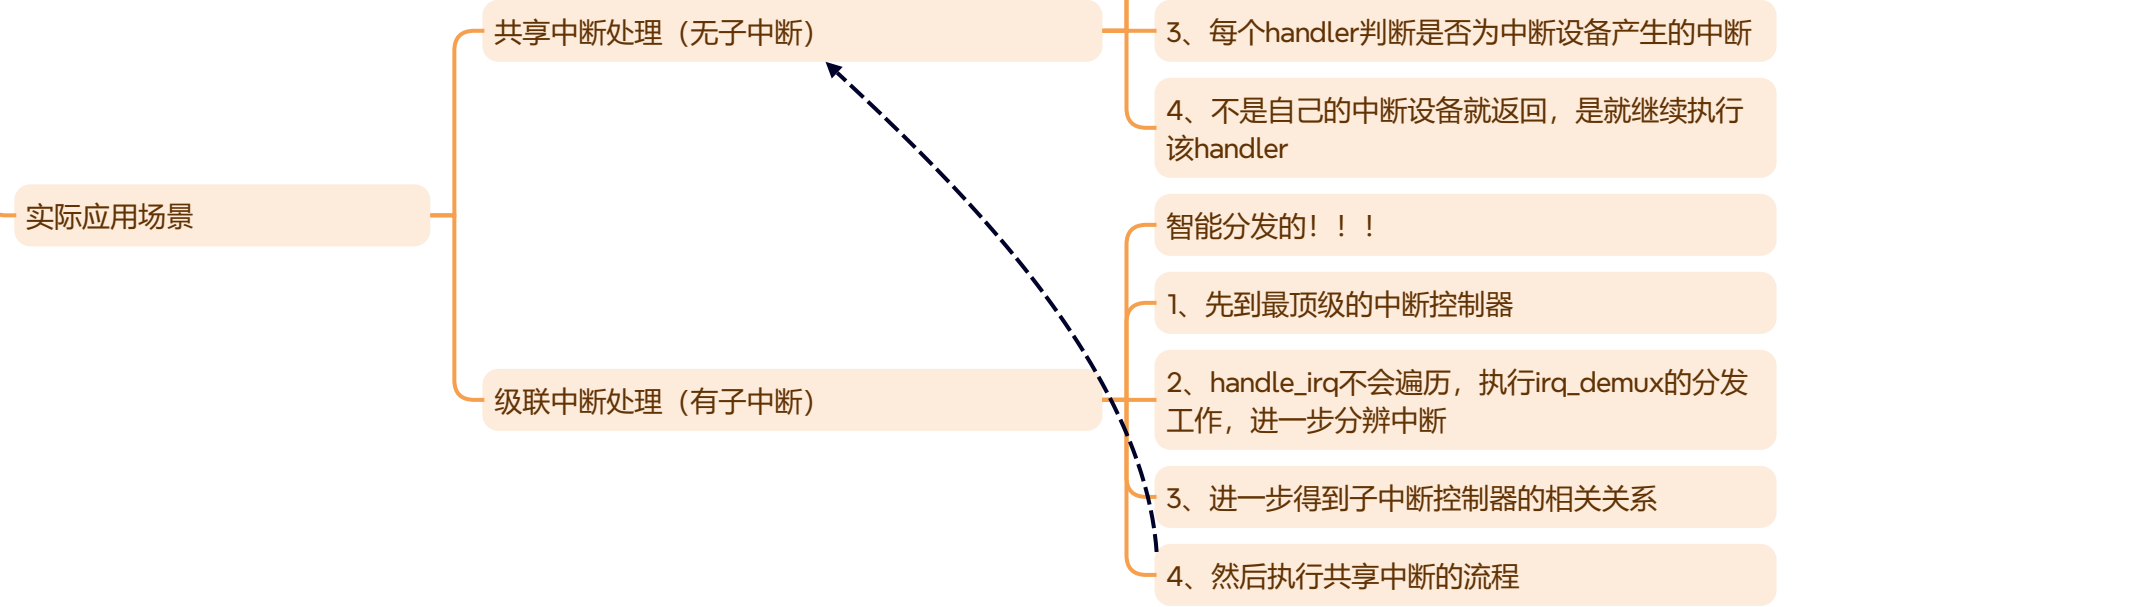 共享中断处理（无子中断）
3、每个handler判断是否为中断设备产生的中断
4、不是自己的中断设备就返回，是就继续执行
该handler
实际应用场景
智能分发的！！！
1、先到最顶级的中断控制器
级联中断处理（有子中断）
2、handle_irq不会遍历，执行irq_demux的分发
工作，进一步分辨中断
3、进一步得到子中断控制器的相关关系
4、然后执行共享中断的流程